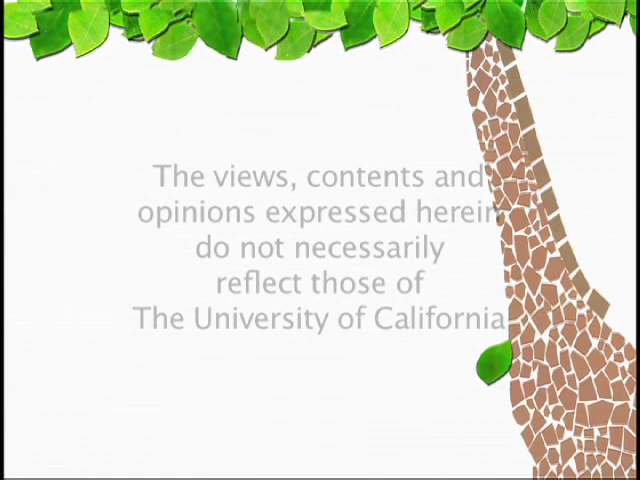 The views, contents and
opinions expressed herein
do not necessarily
reflect those of
The University of California